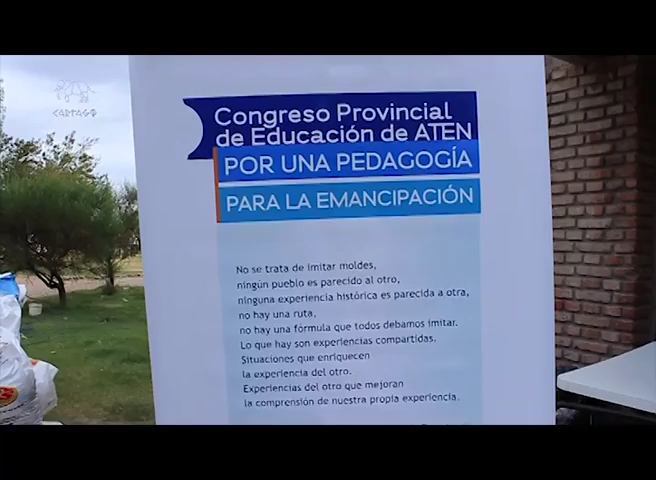 CARTAGO
Congreso Provincial
de Educación de ATEN
POR UNA PEDAGOGÍA
PARA LA EMANCIPACIÓN
No se trata de imitar moldes,
ningún pueblo es parecido al otro,
ninguna experiencia histórica es parecida a otra,
no hay una ruta,
no hay una fórmula que todos debamos imitar.
Lo que hay son experiencias compartidas.
Situaciones que enriquecen
la experiencia del otro.
Experiencias del otro que mejoran
la comprensión de nuestra propia experiencia.